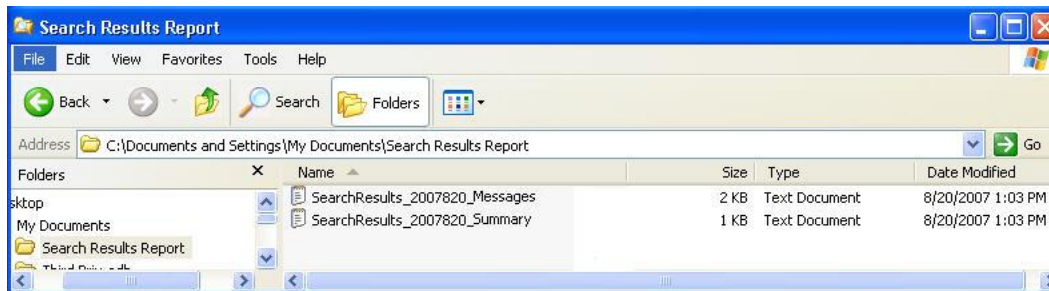 Search Results Report
File Edit View Favorites Tools Help
Back Search Folders
Address C:\Documents and Settings\My Documents\Search Results Report Go
Folders X Name Size Type Date Modified
sktop SearchResults_2007820_Messages 2 KB Text Document 8/20/2007 1:03 PM
My Documents SearchResults_2007820_Summary 1 KB Text Document 8/20/2007 1:03 PM
Search Results Report